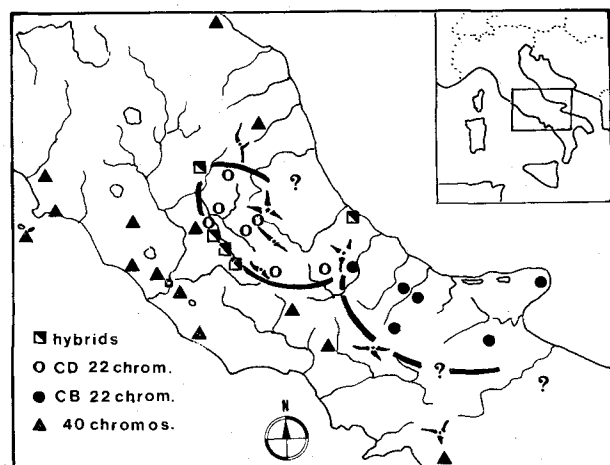 ?
?
?
hybrids
CD 22 chrom.
CB 22 chrom.
40 chromos.
N